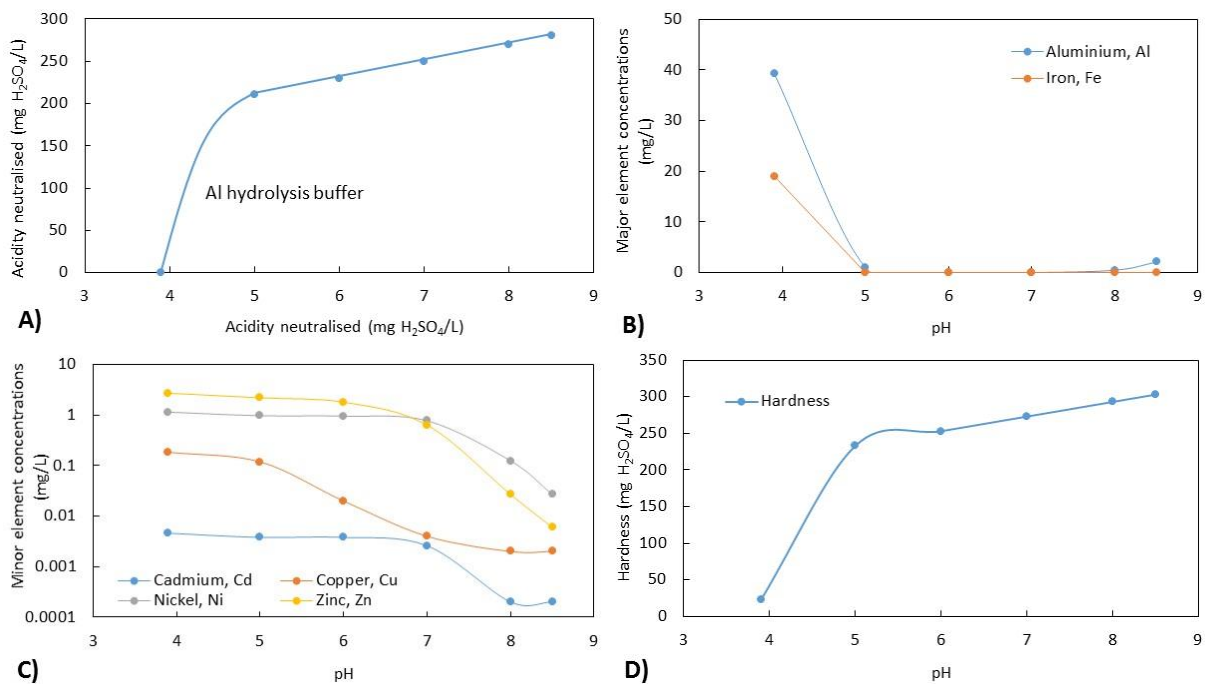 300
250
200
150
100
50
0
Acidity neutralised (mg H₂SO₄/L)
Al hydrolysis buffer
3 4 5 6 7 8 9
Acidity neutralised (mg H₂SO₄/L)
A)
50
40
30
20
10
0
Major element concentrations
(mg/L)
Aluminium, Al
Iron, Fe
3 4 5 6 7 8 9
pH
B)
10
1
0.1
0.01
0.001
0.0001
Minor element concentrations
(mg/L)
Cadmium, Cd Copper, Cu
Nickel, Ni Zinc, Zn
3 4 5 6 7 8 9
pH
C)
350
300
250
200
150
100
50
0
Hardness (mg H₂SO₄/L)
Hardness
3 4 5 6 7 8 9
pH
D)